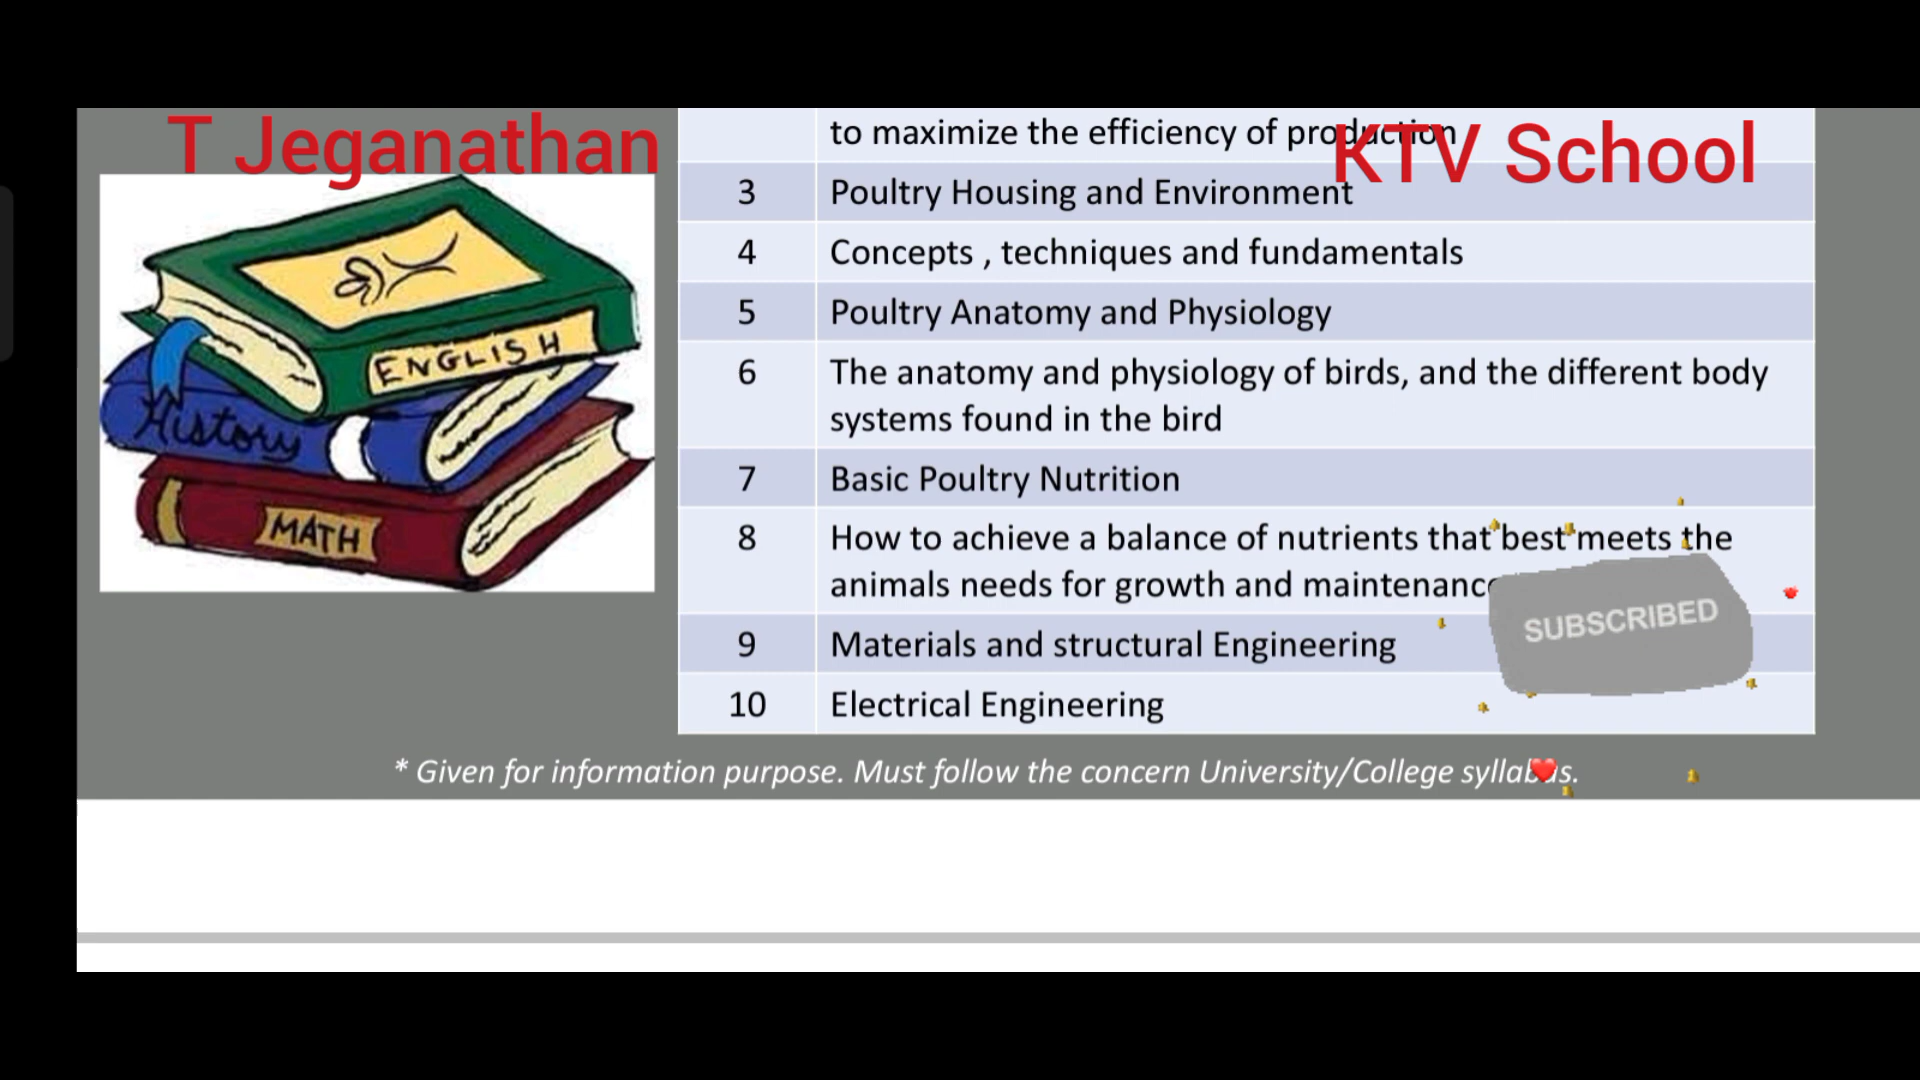 T Jeganathan
KTV School
to maximize the efficiency of production
3 Poultry Housing and Environment
4 Concepts , techniques and fundamentals
5 Poultry Anatomy and Physiology
6 The anatomy and physiology of birds, and the different body
systems found in the bird
7 Basic Poultry Nutrition
8 How to achieve a balance of nutrients that best meets the
animals needs for growth and maintenance
9 Materials and structural Engineering
10 Electrical Engineering
SUBSCRIBED
ENGLISH
History
MATH
* Given for information purpose. Must follow the concern University/College syllabus.